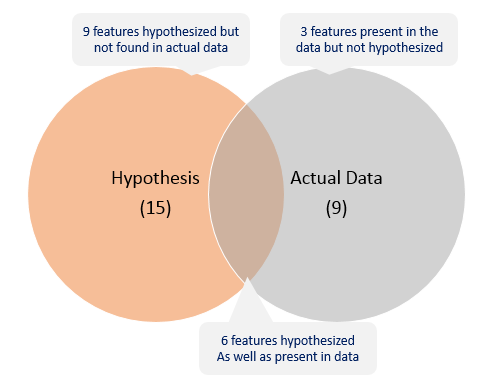 9 features hypothesized but
not found in actual data
3 features present in the
data but not hypothesized
Hypothesis
(15)
Actual Data
(9)
6 features hypothesized
As well as present in data